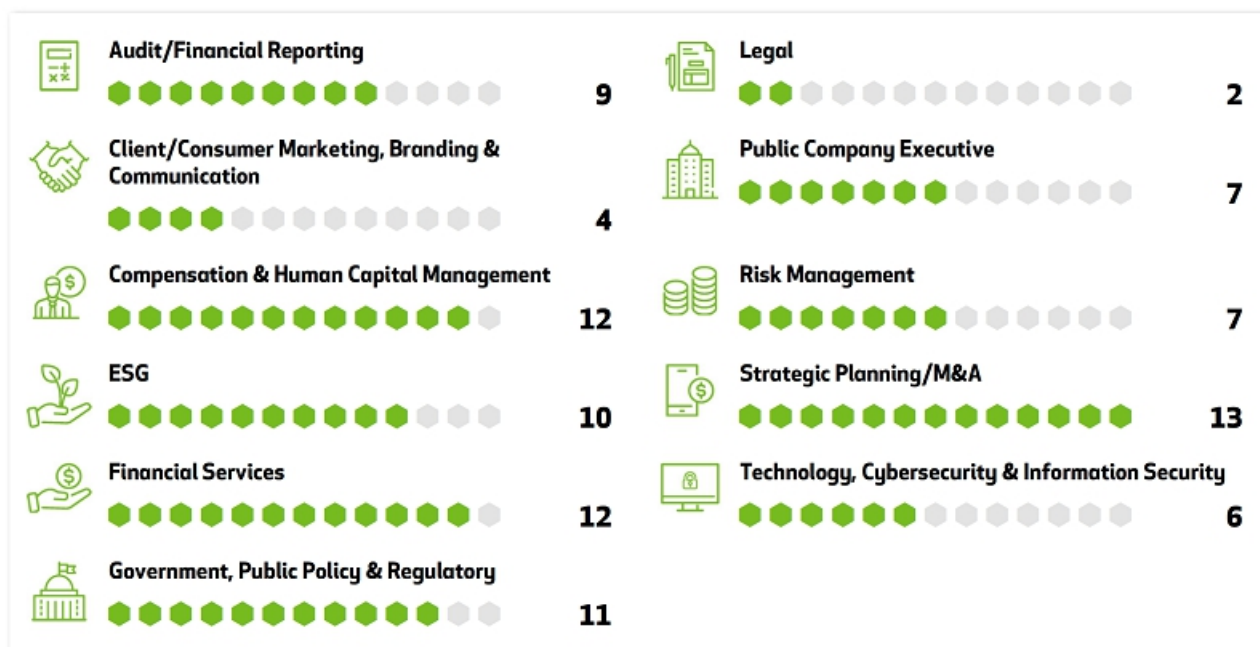 Audit/Financial Reporting
9
Client/Consumer Marketing, Branding &
Communication
4
Compensation & Human Capital Management
$
12
ESG
10
Financial Services
$
12
Government, Public Policy & Regulatory
11
Legal
2
Public Company Executive
7
Risk Management
7
Strategic Planning/M&A
$
13
Technology, Cybersecurity & Information Security
6